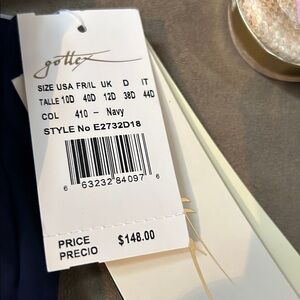 gottex
SIZE USA FR/IL UK D IT
TALLE 10D 40D 12D 38D 44D
COL 410 - Navy
STYLE No E2732D18
6 63232 84097 6
PRICE
PRECIO $148.00